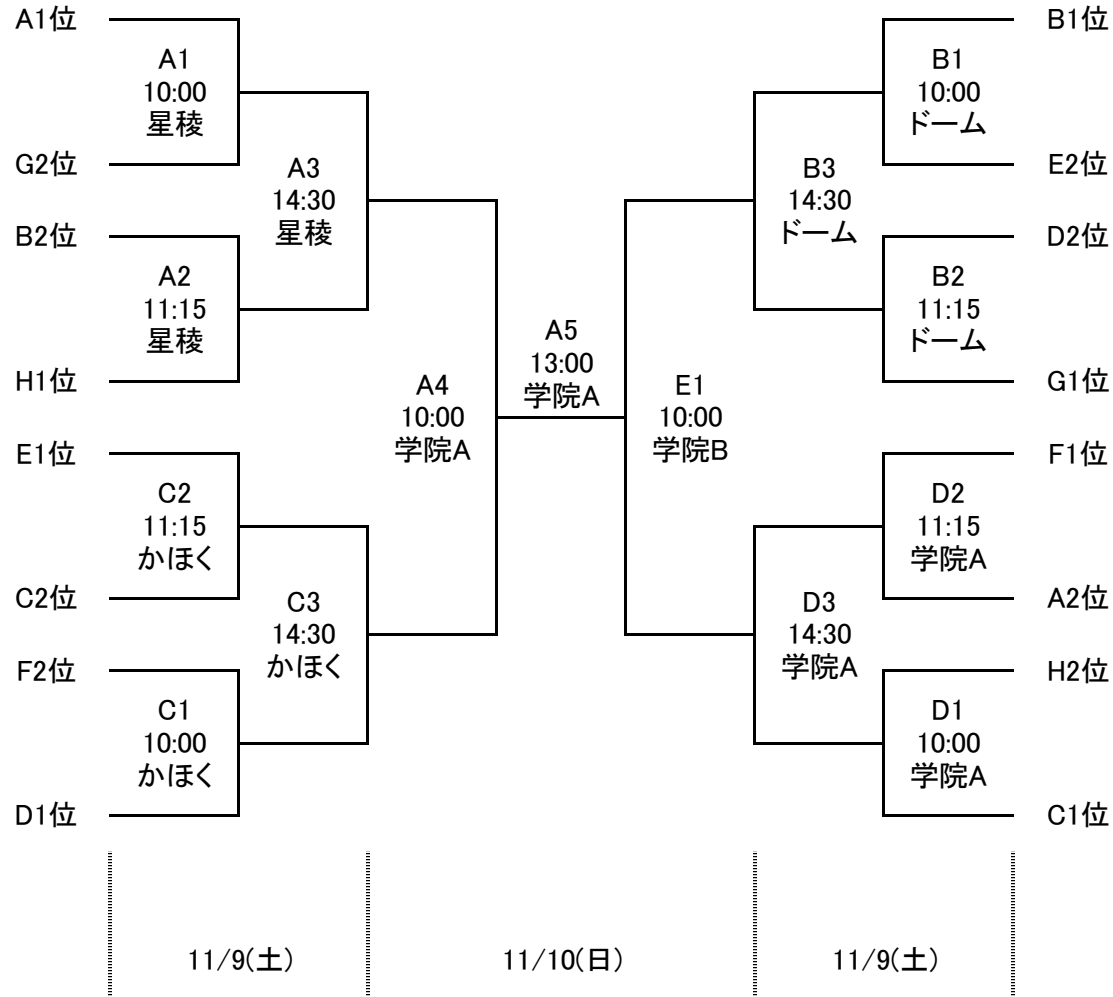 A1位
A1
10:00
星稜
G2位
A3
14:30
星稜
B2位
A2
11:15
星稜
H1位
A4
10:00
学院A
E1位
C2
11:15
かほく
C2位
C3
14:30
かほく
F2位
C1
10:00
かほく
D1位
A5
13:00
学院A
B1位
B1
10:00
ドーム
E2位
B3
14:30
ドーム
D2位
B2
11:15
ドーム
G1位
E1
10:00
学院B
F1位
D2
11:15
学院A
A2位
D3
14:30
学院A
H2位
D1
10:00
学院A
C1位
11/9(土)
11/10(日)
11/9(土)